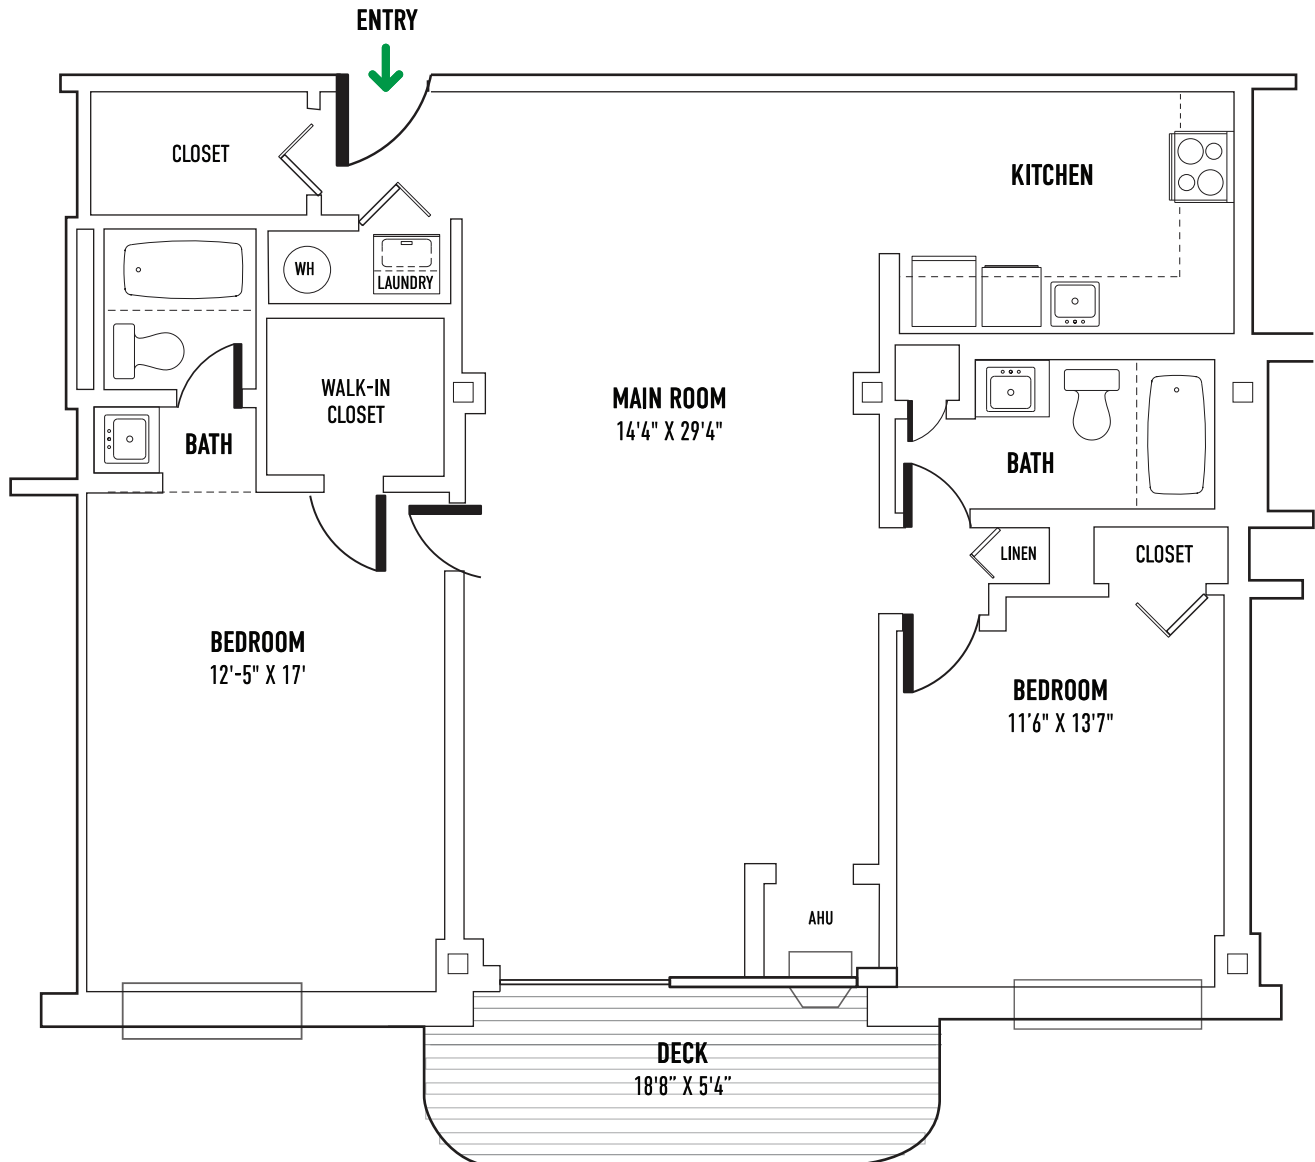 ENTRY
CLOSET
KITCHEN
WH
LAUNDRY
WALK-IN
CLOSET
MAIN ROOM
14'4" X 29'4"
BATH
BATH
LINEN
CLOSET
BEDROOM
12'-5" X 17'
BEDROOM
11’6" X 13'7"
AHU
DECK
18'8” X 5'4”